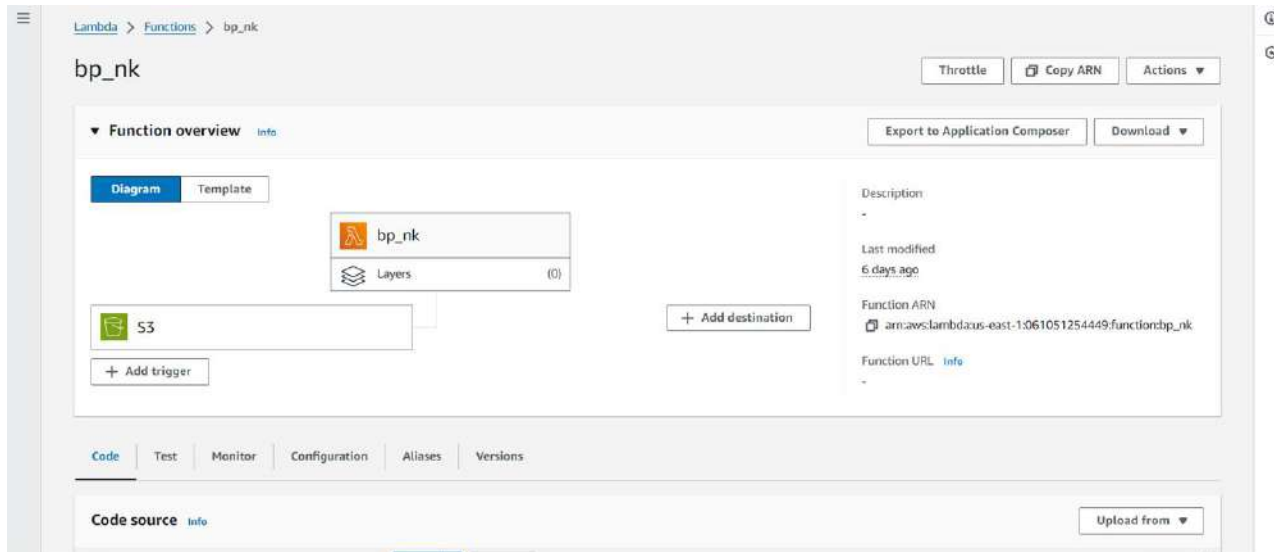 Lambda > Functions > bp_nk
bp_nk
Throttle
Copy ARN
Actions
Function overview Info
Export to Application Composer
Download
Diagram
Template
bp_nk
Layers (0)
S3
+ Add trigger
+ Add destination
Description
-
Last modified
6 days ago
Function ARN
arn:aws:lambda:us-east-1:061051254449:function:bp_nk
Function URL Info
-
Code
Test
Monitor
Configuration
Aliases
Versions
Code source Info
Upload from